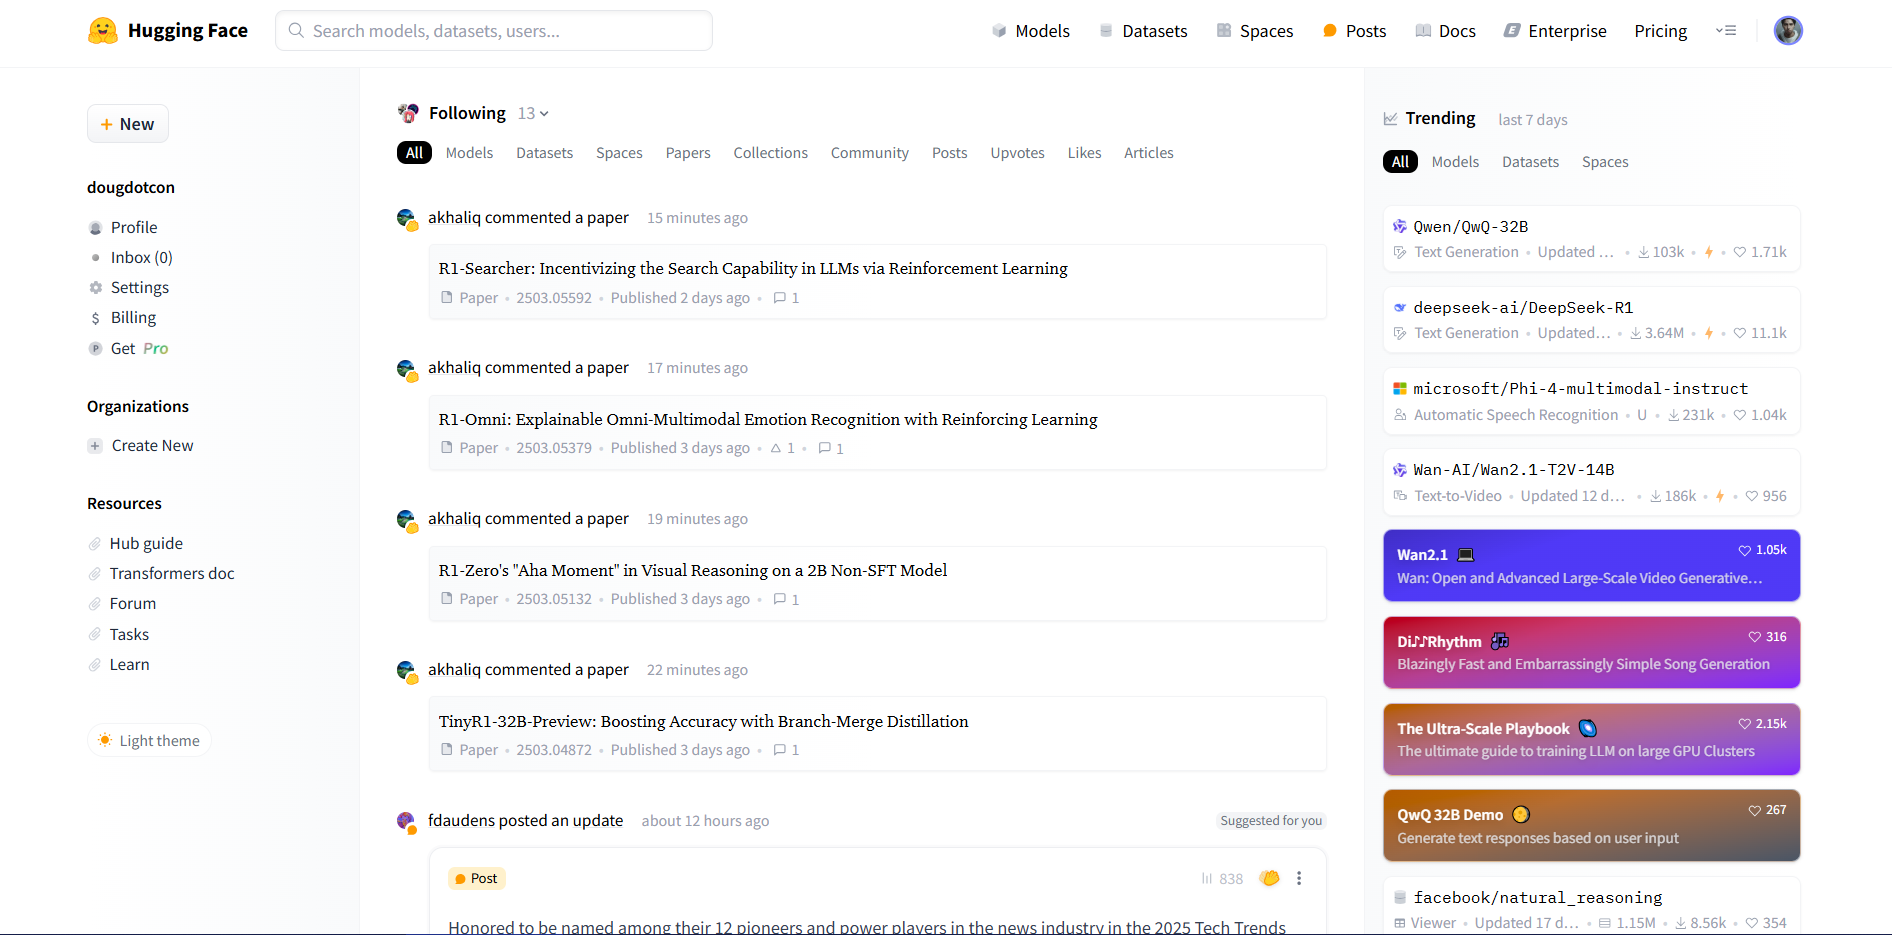 Hugging Face
Search models, datasets, users...
Models
Datasets
Spaces
Posts
Docs
Enterprise
Pricing
+ New
dougdotcon
Profile
Inbox (0)
Settings
Billing
Get Pro
Organizations
Create New
Resources
Hub guide
Transformers doc
Forum
Tasks
Learn
Light theme
Following 13
All Models Datasets Spaces Papers Collections Community Posts Upvotes Likes Articles
akhaliq commented a paper 15 minutes ago
R1-Searcher: Incentivizing the Search Capability in LLMs via Reinforcement Learning
Paper • 2503.05592 • Published 2 days ago • 1
akhaliq commented a paper 17 minutes ago
R1-Omni: Explainable Omni-Multimodal Emotion Recognition with Reinforcing Learning
Paper • 2503.05379 • Published 3 days ago • 1 • 1
akhaliq commented a paper 19 minutes ago
R1-Zero's "Aha Moment" in Visual Reasoning on a 2B Non-SFT Model
Paper • 2503.05132 • Published 3 days ago • 1
akhaliq commented a paper 22 minutes ago
TinyR1-32B-Preview: Boosting Accuracy with Branch-Merge Distillation
Paper • 2503.04872 • Published 3 days ago • 1
fdaudens posted an update about 12 hours ago Suggested for you
Post 838
Honored to be named among their 12 pioneers and power players in the news industry in the 2025 Tech Trends
Trending last 7 days
All Models Datasets Spaces
Qwen/QwQ-32B
Text Generation • Updated ... • 103k • • 1.71k
deepseek-ai/DeepSeek-R1
Text Generation • Updated... • 3.64M • • 11.1k
microsoft/Phi-4-multimodal-instruct
Automatic Speech Recognition • U • 231k • 1.04k
Wan-AI/Wan2.1-T2V-14B
Text-to-Video • Updated 12 d... • 186k • • 956
Wan2.1 1.05k
Wan: Open and Advanced Large-Scale Video Generative...
Di♪♪Rhythm 316
Blazingly Fast and Embarrassingly Simple Song Generation
The Ultra-Scale Playbook 2.15k
The ultimate guide to training LLM on large GPU Clusters
QwQ 32B Demo 267
Generate text responses based on user input
facebook/natural_reasoning
Viewer • Updated 17 d... • 1.15M • 8.56k • 354